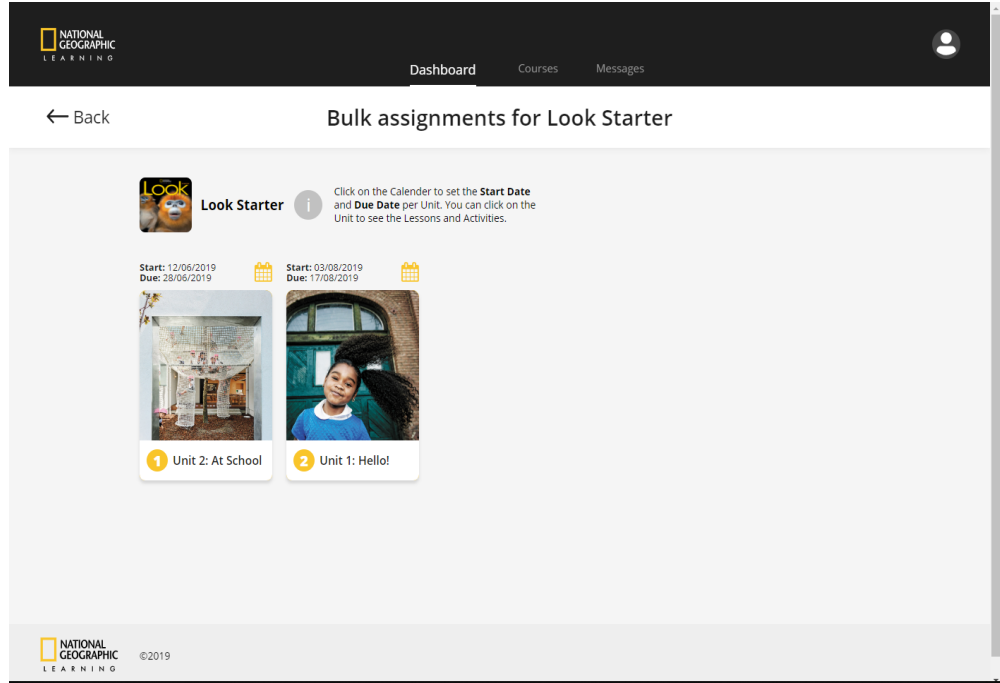 NATIONAL
GEOGRAPHIC
LEARNING
Dashboard
Courses
Messages
Back
Bulk assignments for Look Starter
Look
Look Starter
i
Click on the Calender to set the Start Date
and Due Date per Unit. You can click on the
Unit to see the Lessons and Activities.
Start: 12/06/2019
Due: 28/06/2019
Start: 03/08/2019
Due: 17/08/2019
1 Unit 2: At School
2 Unit 1: Hello!
NATIONAL
GEOGRAPHIC
LEARNING
©2019